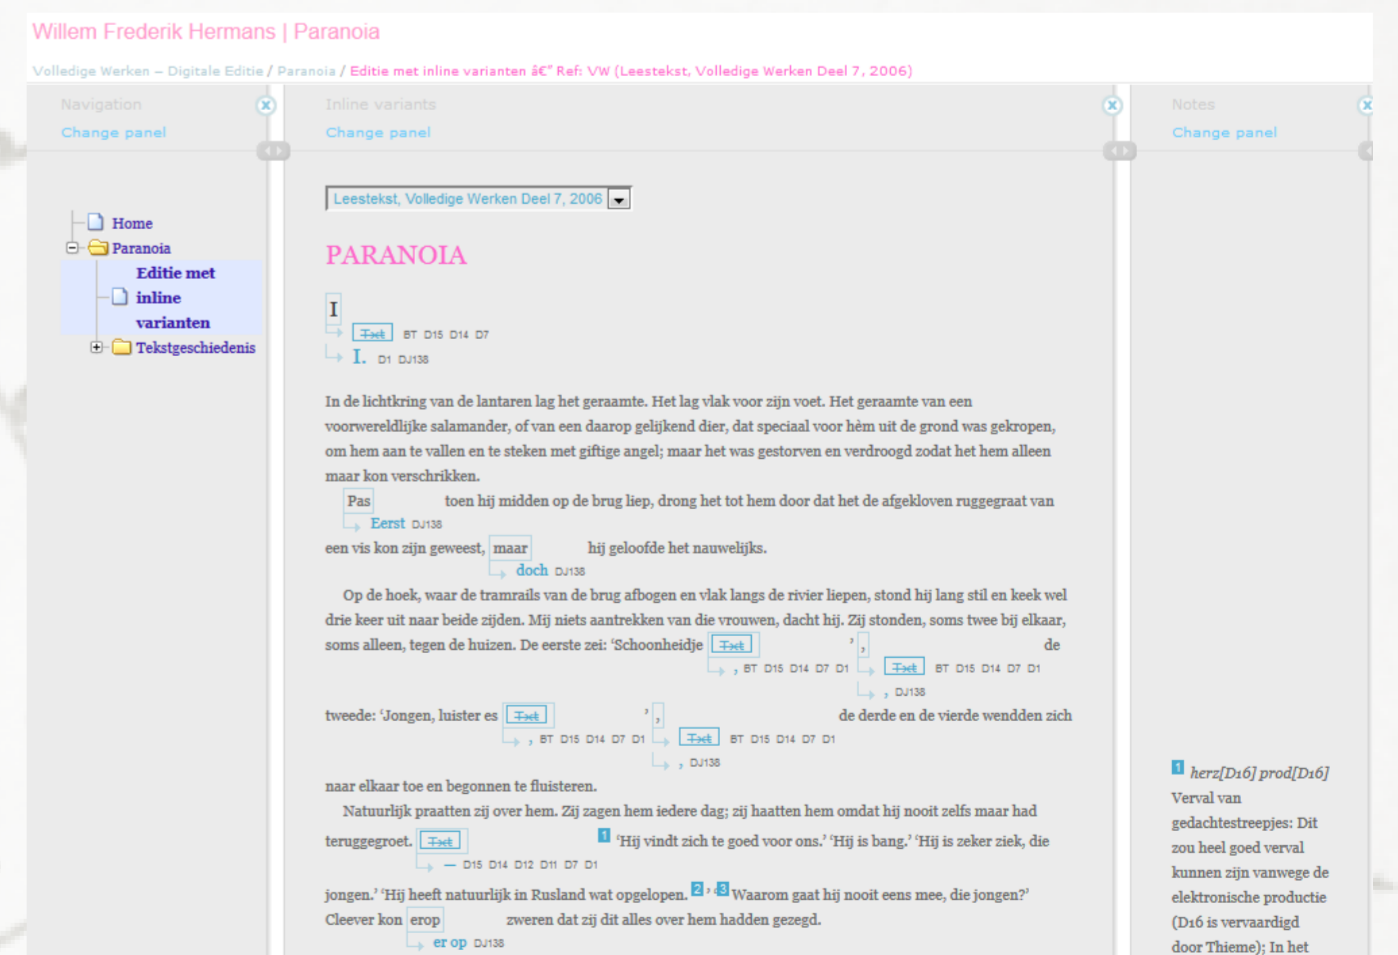 Willem Frederik Hermans | Paranoia
Volledige Werken – Digitale Editie / Paranoia / Editie met inline varianten â€” Ref: VW (Leestekst, Volledige Werken Deel 7, 2006)
Navigation
Change panel
Home
Paranoia
Editie met
inline
varianten
Tekstgeschiedenis
Inline variants
Change panel
Leestekst, Volledige Werken Deel 7, 2006
PARANOIA
I
Txt BT D15 D14 D7
I. D1 DJ138
In de lichtkring van de lantaren lag het geraamte. Het lag vlak voor zijn voet. Het geraamte van een
voorwereldlijke salamander, of van een daarop gelijkend dier, dat speciaal voor hèm uit de grond was gekropen,
om hem aan te vallen en te steken met giftige angel; maar het was gestorven en verdroogd zodat het hem alleen
maar kon verschrikken.
Pas toen hij midden op de brug liep, drong het tot hem door dat het de afgekloven ruggegraat van
Eerst DJ138
een vis kon zijn geweest, maar hij geloofde het nauwelijks.
doch DJ138
Op de hoek, waar de tramrails van de brug afbogen en vlak langs de rivier liepen, stond hij lang stil en keek wel
drie keer uit naar beide zijden. Mij niets aantrekken van die vrouwen, dacht hij. Zij stonden, soms twee bij elkaar,
soms alleen, tegen de huizen. De eerste zei: ‘Schoonheidje Txt ’ , de
, BT D15 D14 D7 D1 Txt BT D15 D14 D7 D1
, DJ138
tweede: ‘Jongen, luister es Txt ’ , de derde en de vierde wendden zich
, BT D15 D14 D7 D1 Txt BT D15 D14 D7 D1
, DJ138
naar elkaar toe en begonnen te fluisteren.
Natuurlijk praatten zij over hem. Zij zagen hem iedere dag; zij haatten hem omdat hij nooit zelfs maar had
teruggegroet. Txt 1 ‘Hij vindt zich te goed voor ons.’ ‘Hij is bang.’ ‘Hij is zeker ziek, die
— D15 D14 D12 D11 D7 D1
jongen.’ ‘Hij heeft natuurlijk in Rusland wat opgelopen. 2 ’ ‘ 3 Waarom gaat hij nooit eens mee, die jongen?’
Cleever kon erop zweren dat zij dit alles over hem hadden gezegd.
er op DJ138
Notes
Change panel
1 herz[D16] prod[D16]
Verval van
gedachtestreepjes: Dit
zou heel goed verval
kunnen zijn vanwege de
elektronische productie
(D16 is vervaardigd
door Thieme); In het